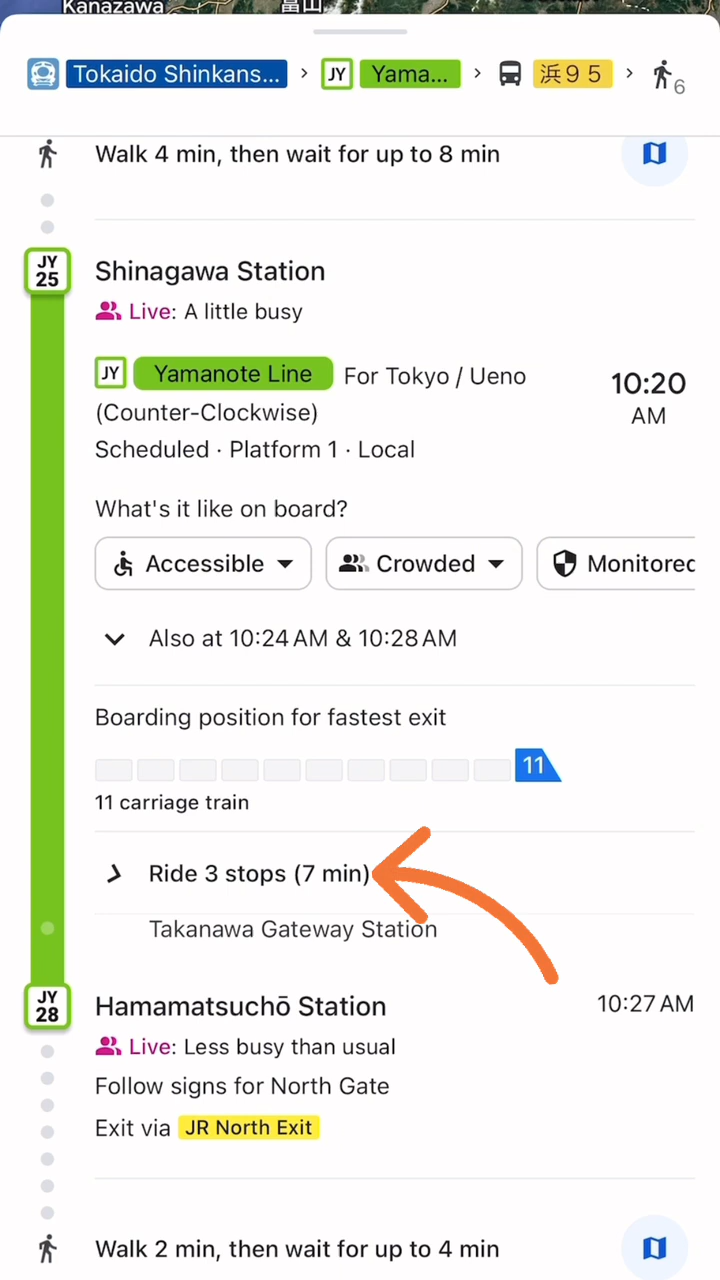 Kanazawa
富山
Tokaido Shinkans... > JY Yama... > 浜95 > 6
Walk 4 min, then wait for up to 8 min
JY
25
Shinagawa Station
Live: A little busy
JY Yamanote Line For Tokyo / Ueno
(Counter-Clockwise)
10:20
AM
Scheduled · Platform 1 · Local
What's it like on board?
Accessible Crowded Monitored
Also at 10:24 AM & 10:28 AM
Boarding position for fastest exit
11
11 carriage train
Ride 3 stops (7 min)
Takanawa Gateway Station
JY
28
Hamamatsuchō Station 10:27 AM
Live: Less busy than usual
Follow signs for North Gate
Exit via JR North Exit
Walk 2 min, then wait for up to 4 min